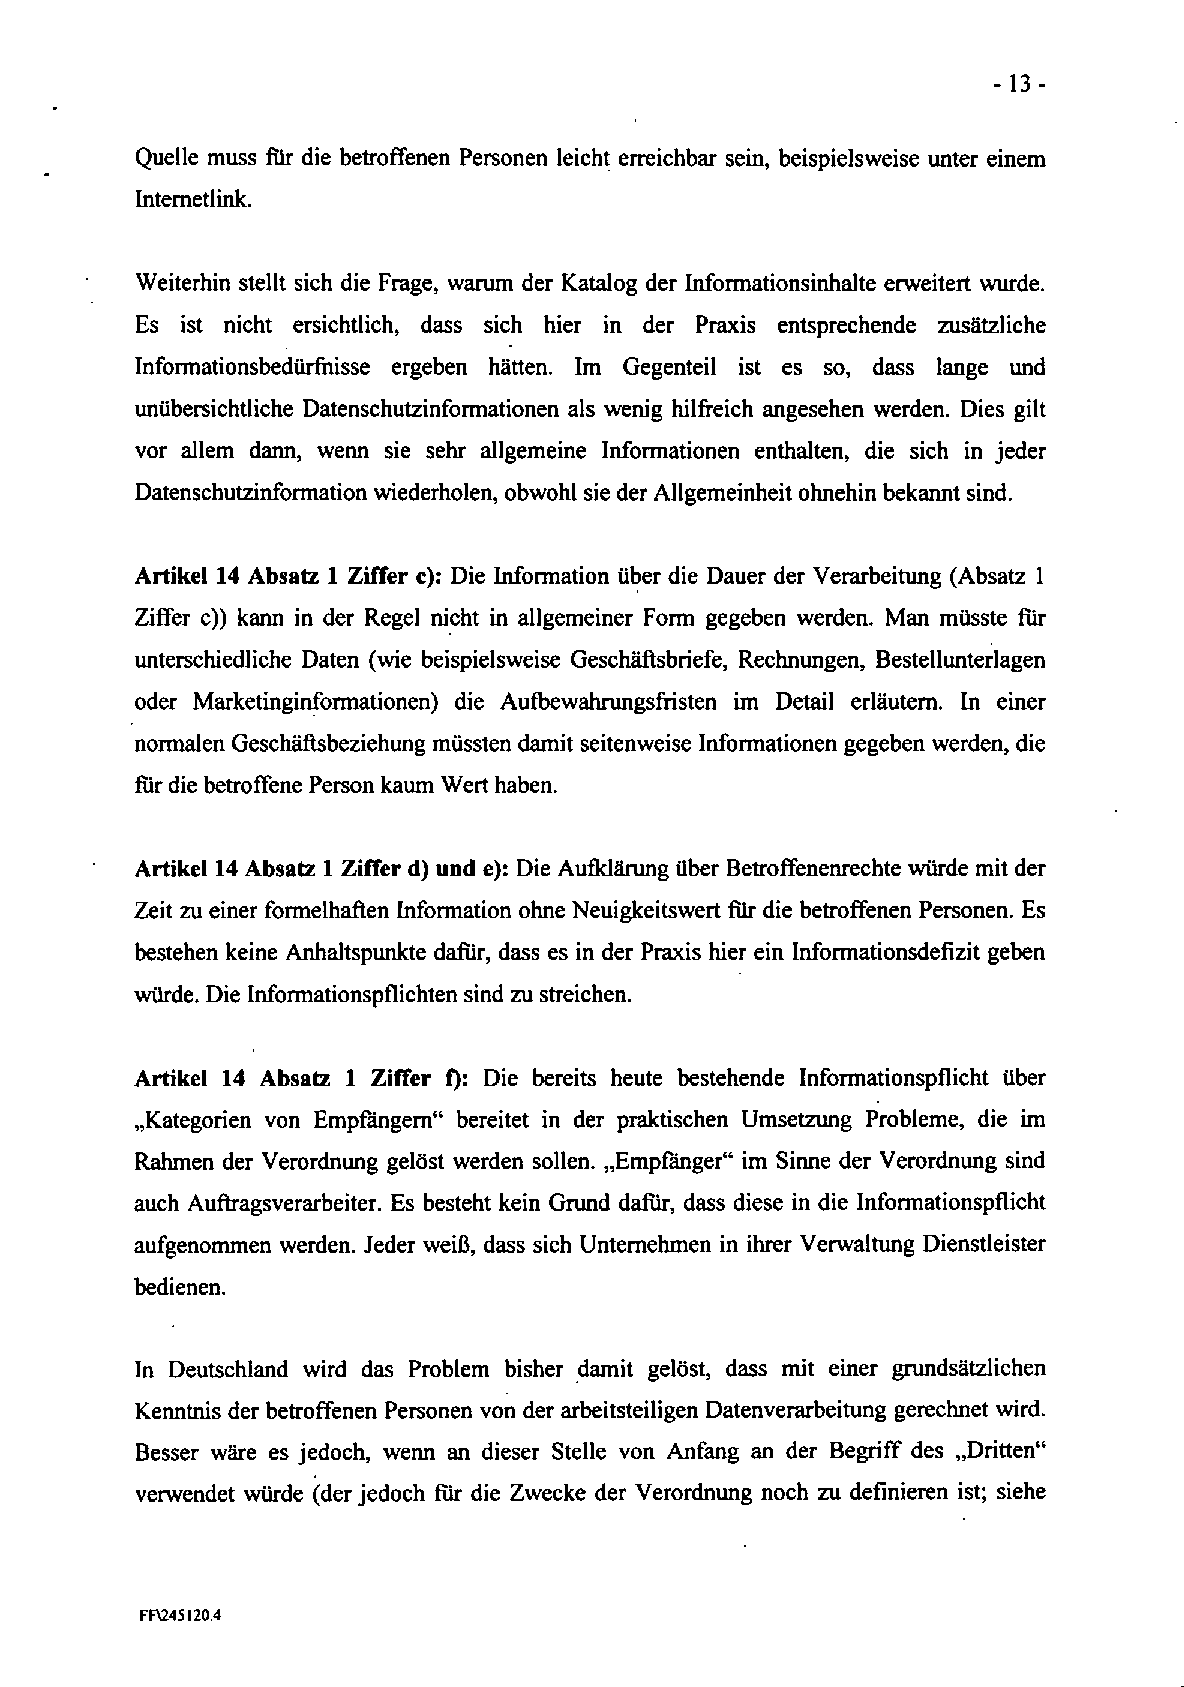 - 13 -
Quelle muss für die betroffenen Personen leicht erreichbar sein, beispielsweise unter einem
Internetlink.
Weiterhin stellt sich die Frage, warum der Katalog der Informationsinhalte erweitert wurde.
Es ist nicht ersichtlich, dass sich hier in der Praxis entsprechende zusätzliche
Informationsbedürfnisse ergeben hätten. Im Gegenteil ist es so, dass lange und
unübersichtliche Datenschutzinformationen als wenig hilfreich angesehen werden. Dies gilt
vor allem dann, wenn sie sehr allgemeine Informationen enthalten, die sich in jeder
Datenschutzinformation wiederholen, obwohl sie der Allgemeinheit ohnehin bekannt sind.
Artikel 14 Absatz 1 Ziffer c): Die Information über die Dauer der Verarbeitung (Absatz 1
Ziffer c)) kann in der Regel nicht in allgemeiner Form gegeben werden. Man müsste für
unterschiedliche Daten (wie beispielsweise Geschäftsbriefe, Rechnungen, Bestellunterlagen
oder Marketinginformationen) die Aufbewahrungsfristen im Detail erläutern. In einer
normalen Geschäftsbeziehung müssten damit seitenweise Informationen gegeben werden, die
für die betroffene Person kaum Wert haben.
Artikel 14 Absatz 1 Ziffer d) und e): Die Aufklärung über Betroffenenrechte würde mit der
Zeit zu einer formelhaften Information ohne Neuigkeitswert für die betroffenen Personen. Es
bestehen keine Anhaltspunkte dafür, dass es in der Praxis hier ein Informationsdefizit geben
würde. Die Informationspflichten sind zu streichen.
Artikel 14 Absatz 1 Ziffer f): Die bereits heute bestehende Informationspflicht über
„Kategorien von Empfängern“ bereitet in der praktischen Umsetzung Probleme, die im
Rahmen der Verordnung gelöst werden sollen. „Empfänger“ im Sinne der Verordnung sind
auch Auftragsverarbeiter. Es besteht kein Grund dafür, dass diese in die Informationspflicht
aufgenommen werden. Jeder weiß, dass sich Unternehmen in ihrer Verwaltung Dienstleister
bedienen.
In Deutschland wird das Problem bisher damit gelöst, dass mit einer grundsätzlichen
Kenntnis der betroffenen Personen von der arbeitsteiligen Datenverarbeitung gerechnet wird.
Besser wäre es jedoch, wenn an dieser Stelle von Anfang an der Begriff des „Dritten“
verwendet würde (der jedoch für die Zwecke der Verordnung noch zu definieren ist; siehe
FF\245120.4